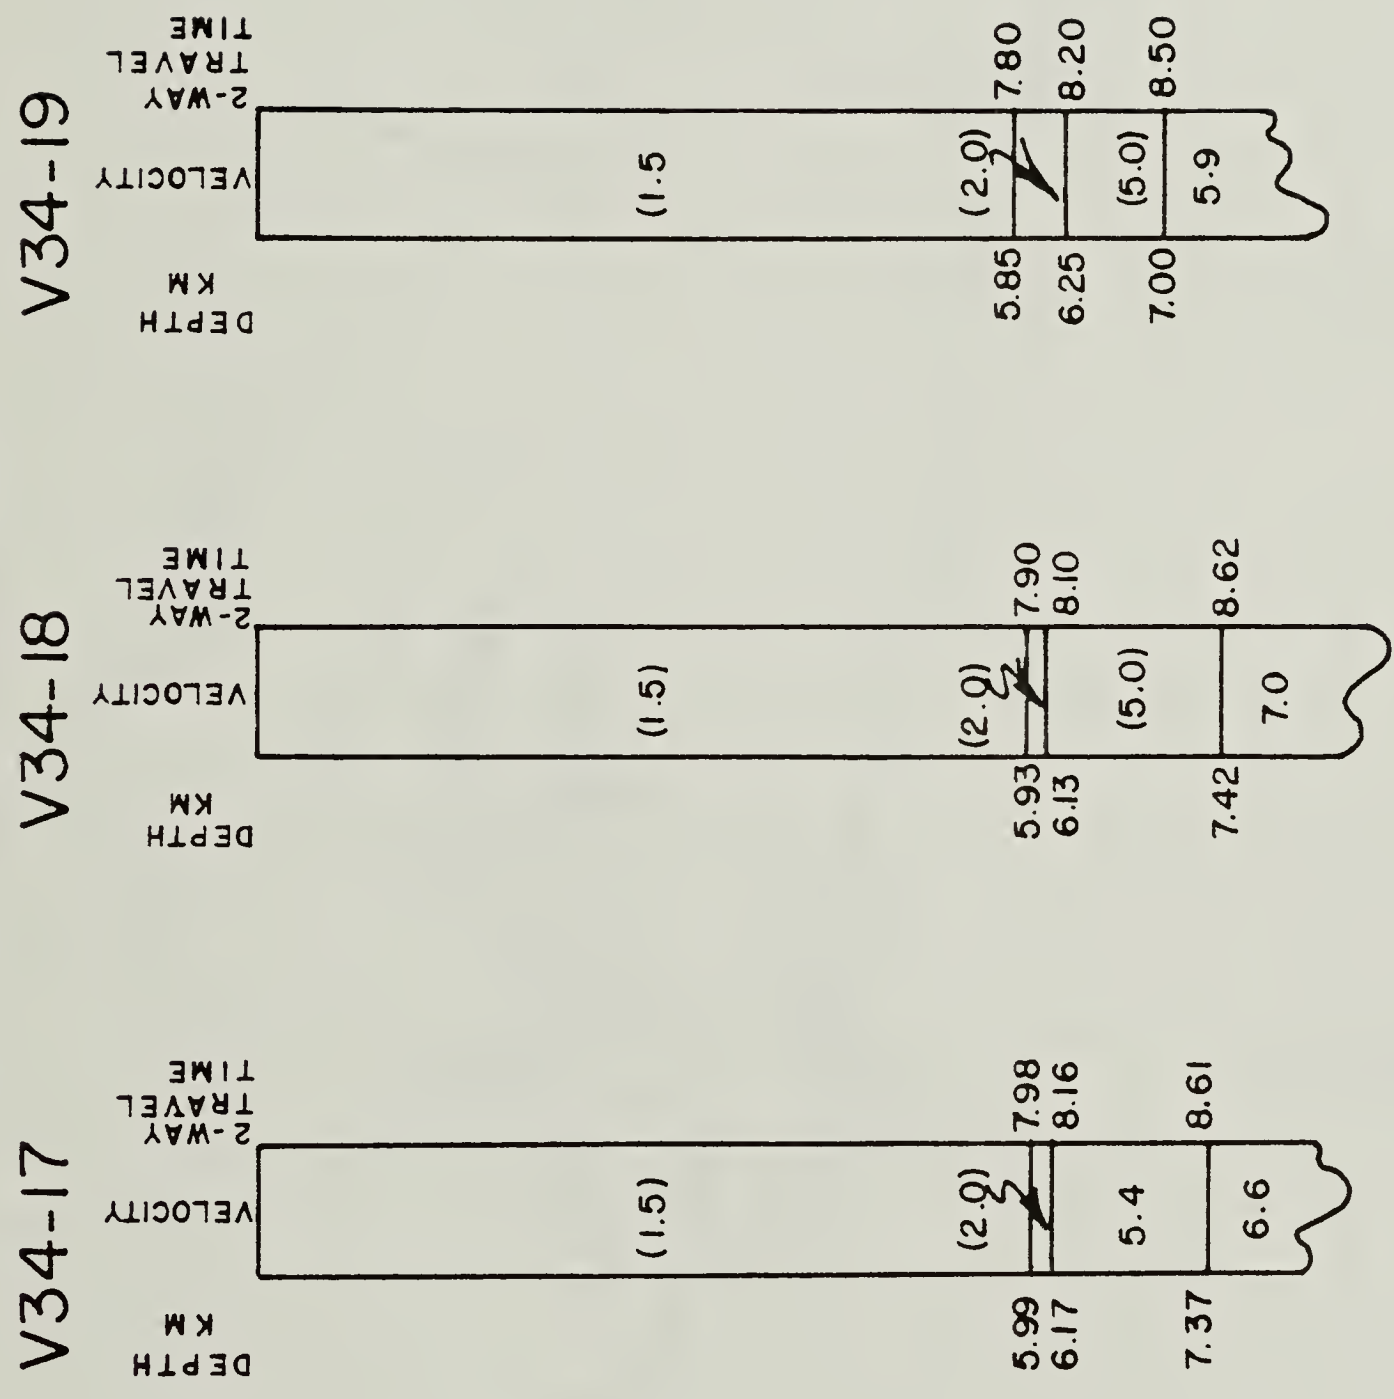 V34-17
DEPTH
KM
VELOCITY
2-WAY
TRAVEL
TIME
(1.5)
(2.0)
5.99
7.98
6.17
8.16
5.4
7.37
8.61
6.6
V34-18
DEPTH
KM
VELOCITY
2-WAY
TRAVEL
TIME
(1.5)
(2.0)
5.93
7.90
6.13
8.10
(5.0)
7.42
8.62
7.0
V34-19
DEPTH
KM
VELOCITY
2-WAY
TRAVEL
TIME
(1.5
(2.0)
5.85
7.80
6.25
8.20
(5.0)
7.00
8.50
5.9